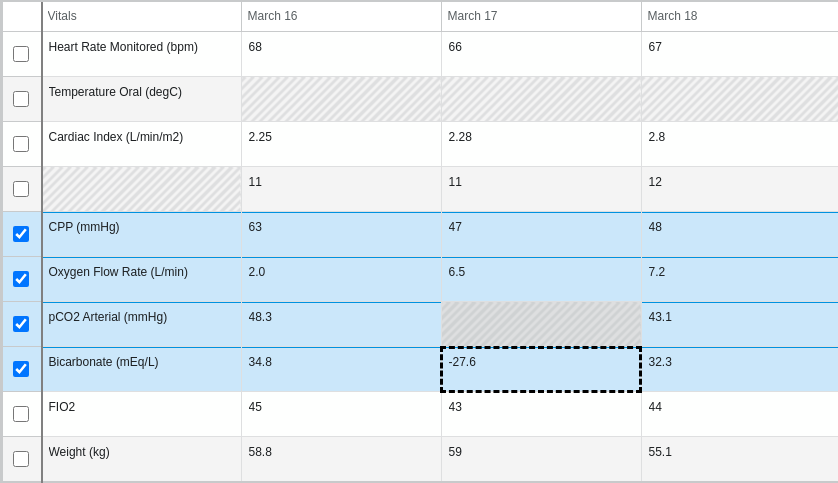 Vitals March 16 March 17 March 18
Heart Rate Monitored (bpm) 68 66 67
Temperature Oral (degC)
Cardiac Index (L/min/m2) 2.25 2.28 2.8
11 11 12
CPP (mmHg) 63 47 48
Oxygen Flow Rate (L/min) 2.0 6.5 7.2
pCO2 Arterial (mmHg) 48.3 43.1
Bicarbonate (mEq/L) 34.8 -27.6 32.3
FIO2 45 43 44
Weight (kg) 58.8 59 55.1